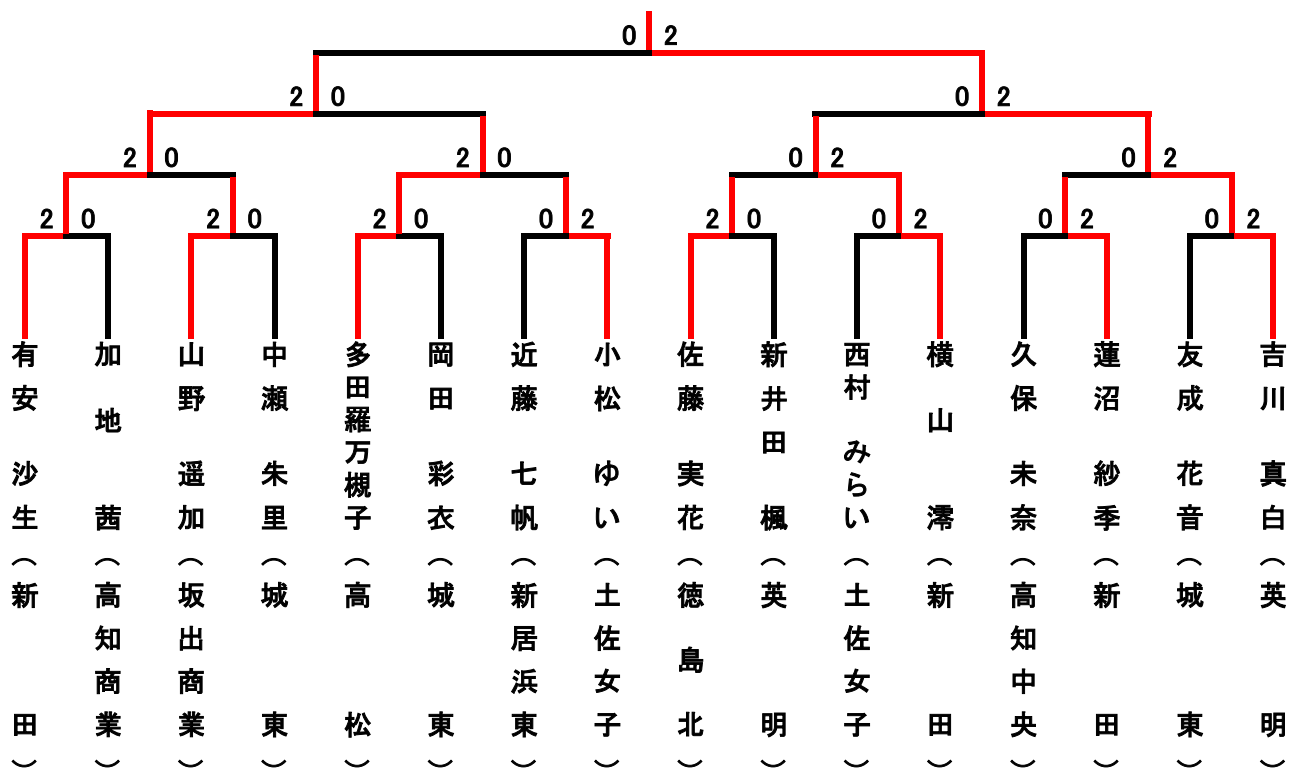 0 2
2 0
0 2
2 0
2 0
0 2
0 2
2 0
2 0
2 0
0 2
2 0
0 2
0 2
0 2
有安 沙生（新田）
加地 茜（高知商業）
山野 遥加（坂出商業）
中瀬 朱里（城東）
多田羅万槻子（高松）
岡田 彩衣（城東）
近藤 七帆（新居浜東）
小松 ゆい（土佐女子）
佐藤 実花（徳島北）
新井田 楓（英明）
西村 みらい（土佐女子）
横山 澪（新田）
久保 未奈（高知中央）
蓮沼 紗季（新田）
友成 花音（城東）
吉川 真白（英明）